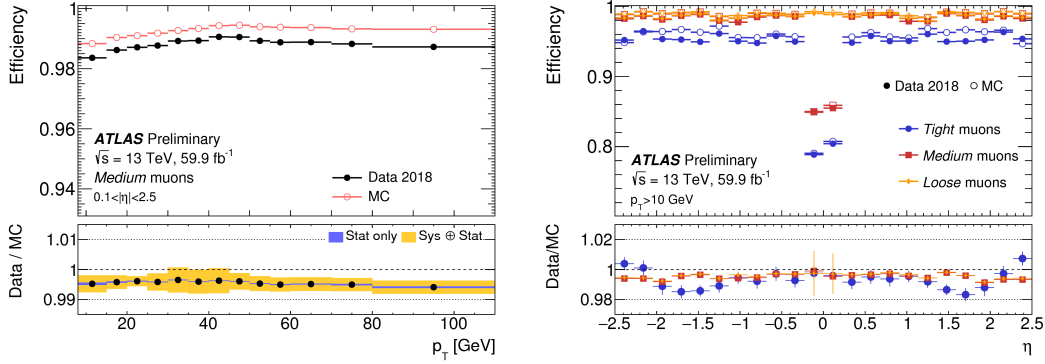 Efficiency
1
0.98
0.96
0.94
ATLAS Preliminary
√s = 13 TeV, 59.9 fb⁻¹
Medium muons
0.1<|η|<2.5
Data 2018
MC
Data / MC
1.01
1
0.99
Stat only
Sys ⊕ Stat
20 40 60 80 100
p_T [GeV]
Efficiency
1
0.9
0.8
Data 2018 MC
ATLAS Preliminary
√s = 13 TeV, 59.9 fb⁻¹
p_T>10 GeV
Tight muons
Medium muons
Loose muons
Data/MC
1.02
1
0.98
−2.5 −2 −1.5 −1 −0.5 0 0.5 1 1.5 2 2.5
η